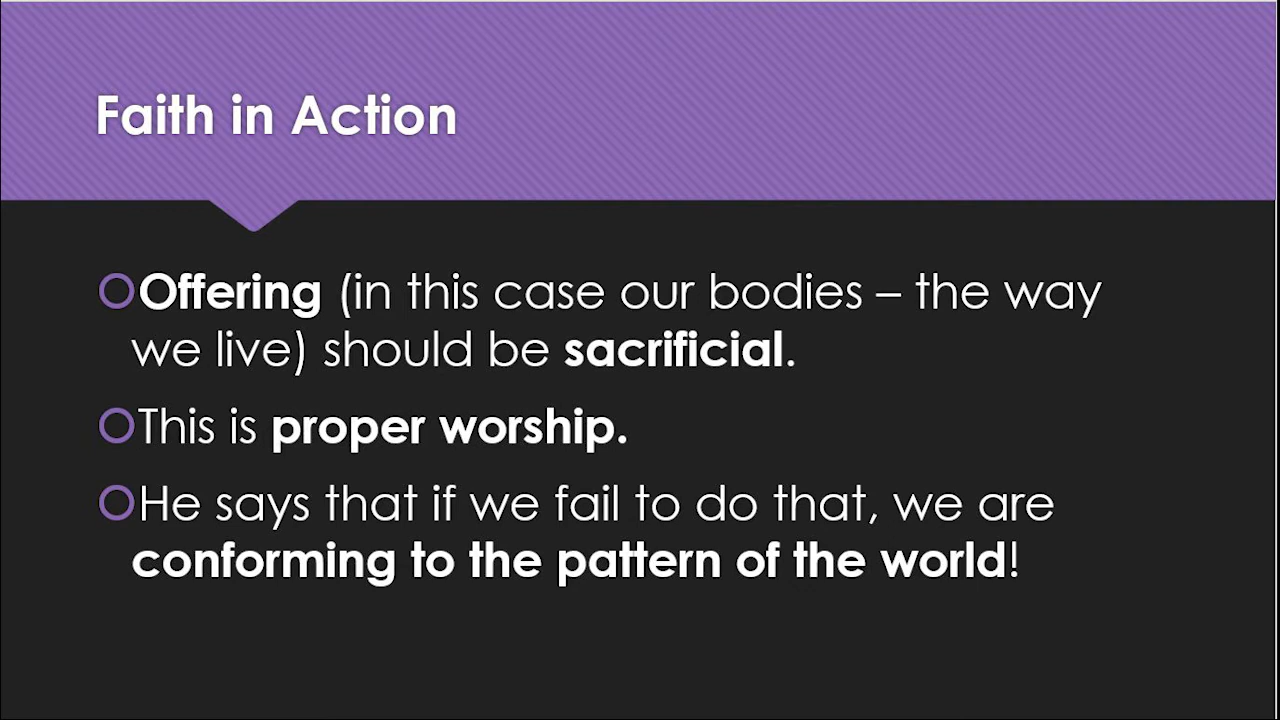 Faith in Action
Offering (in this case our bodies – the way
we live) should be sacrificial.
This is proper worship.
He says that if we fail to do that, we are
conforming to the pattern of the world!